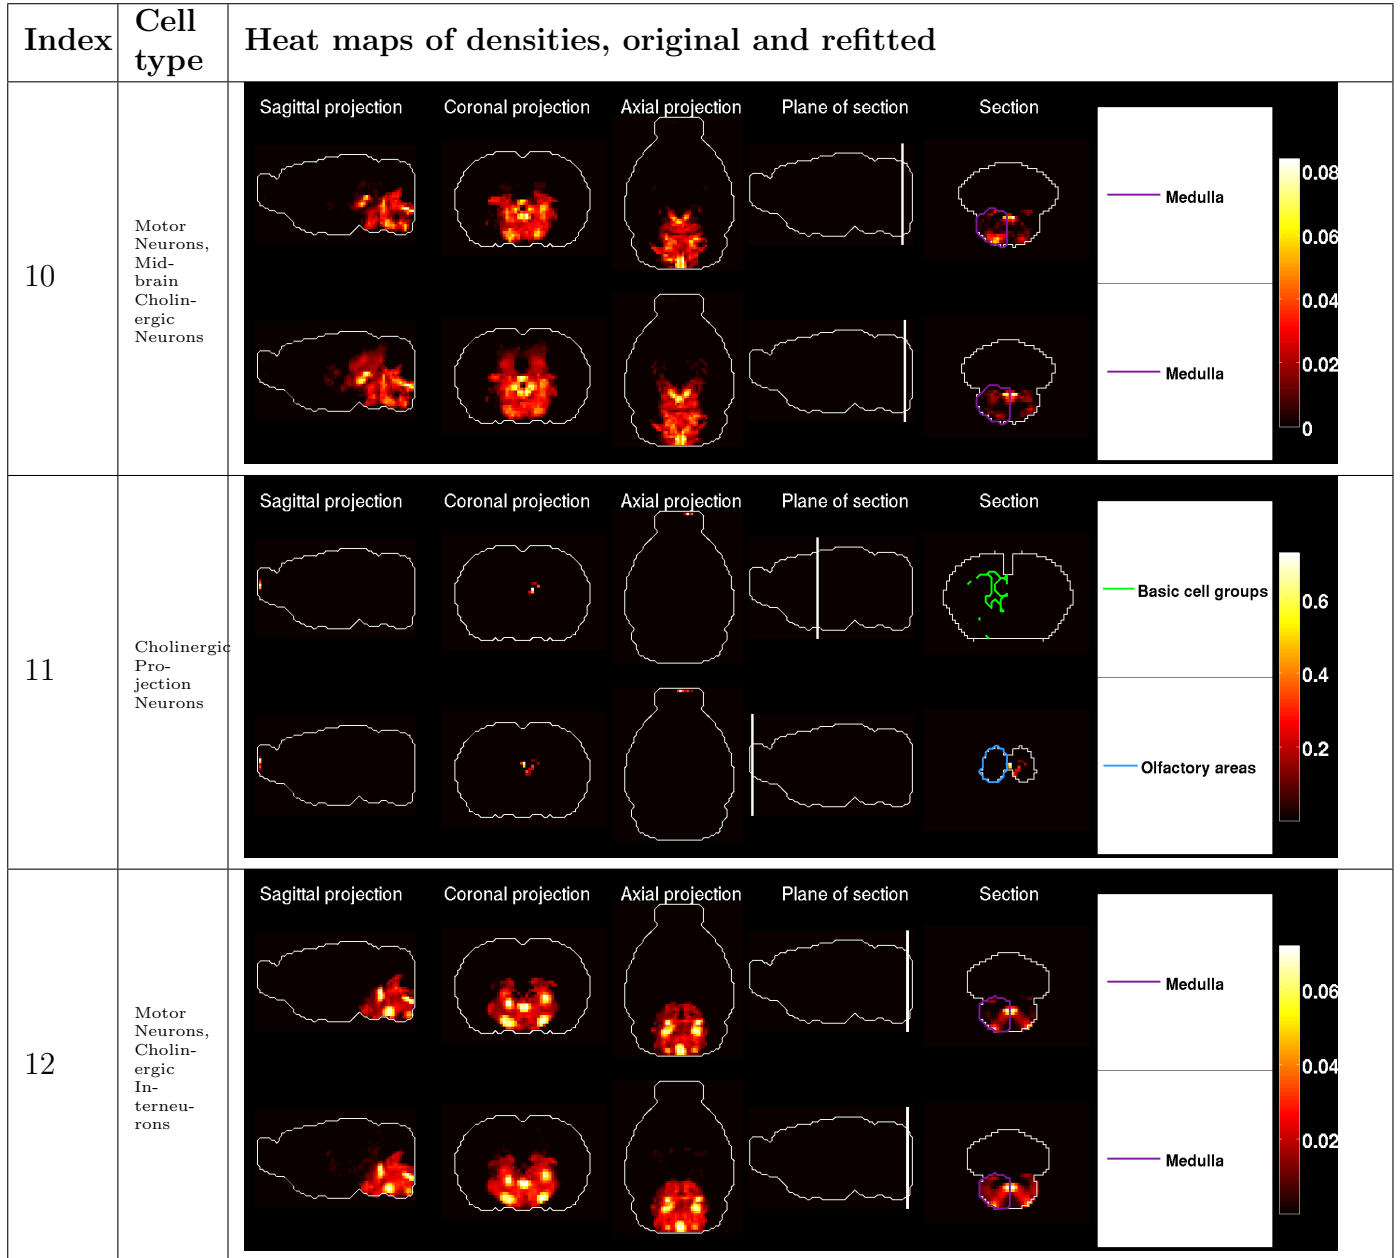 Index
Cell
type
Heat maps of densities, original and refitted
10
Motor
Neurons,
Mid-
brain
Cholin-
ergic
Neurons
Sagittal projection Coronal projection Axial projection Plane of section Section
Medulla
Medulla
0.08
0.06
0.04
0.02
0
11
Cholinergic
Pro-
jection
Neurons
Sagittal projection Coronal projection Axial projection Plane of section Section
Basic cell groups
Olfactory areas
0.6
0.4
0.2
12
Motor
Neurons,
Cholin-
ergic
In-
terneu-
rons
Sagittal projection Coronal projection Axial projection Plane of section Section
Medulla
Medulla
0.06
0.04
0.02